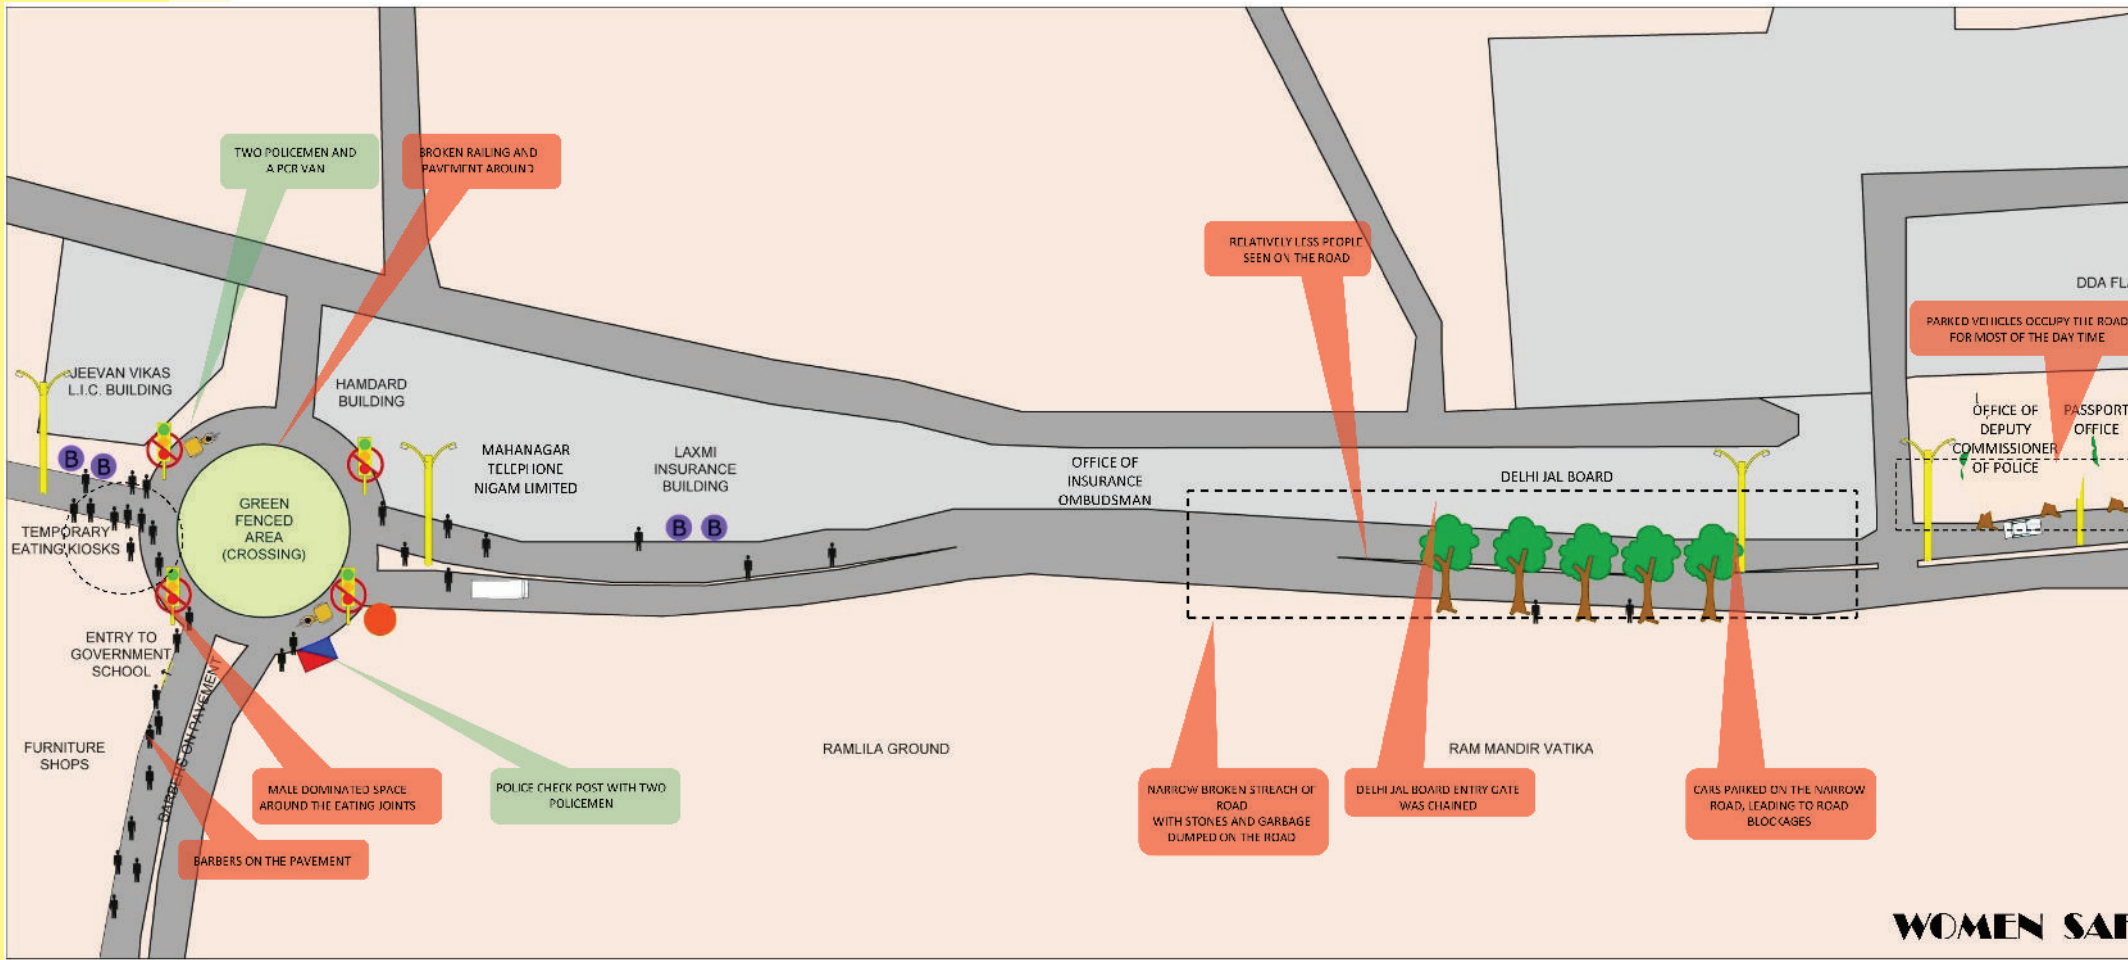 TWO POLICEMEN AND
A PCR VAN
BROKEN RAILING AND
PAVEMENT AROUND
RELATIVELY LESS PEOPLE
SEEN ON THE ROAD
DDA FL
PARKED VEHICLES OCCUPY THE ROAD
FOR MOST OF THE DAY TIME
JEEVAN VIKAS
L.I.C. BUILDING
HAMDARD
BUILDING
OFFICE OF
DEPUTY
COMMISSIONER
OF POLICE
PASSPORT
OFFICE
MAHANAGAR
TELEPHONE
NIGAM LIMITED
LAXMI
INSURANCE
BUILDING
OFFICE OF
INSURANCE
OMBUDSMAN
DELHI JAL BOARD
B
B
B
B
GREEN
FENCED
AREA
(CROSSING)
TEMPORARY
EATING KIOSKS
ENTRY TO
GOVERNMENT
SCHOOL
BARBERS ON PAVEMENT
FURNITURE
SHOPS
RAMLILA GROUND
RAM MANDIR VATIKA
MALE DOMINATED SPACE
AROUND THE EATING JOINTS
POLICE CHECK POST WITH TWO
POLICEMEN
NARROW BROKEN STREACH OF
ROAD
WITH STONES AND GARBAGE
DUMPED ON THE ROAD
DELHI JAL BOARD ENTRY GATE
WAS CHAINED
CARS PARKED ON THE NARROW
ROAD, LEADING TO ROAD
BLOCKAGES
BARBERS ON THE PAVEMENT
WOMEN SAF